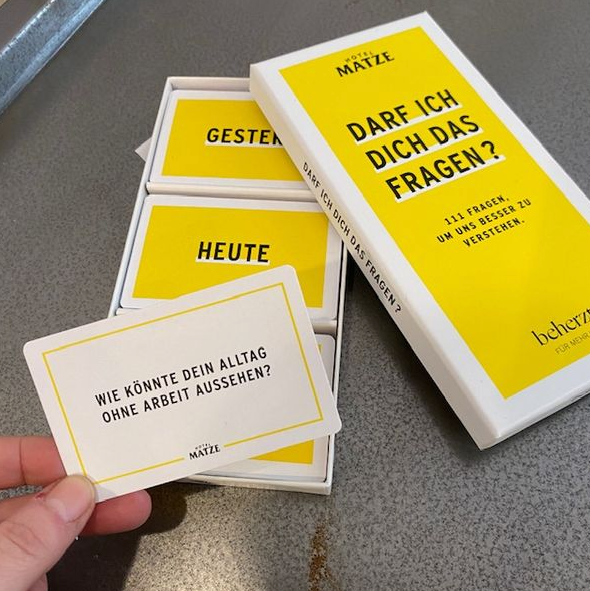 HOTEL
MATZE
DARF ICH
DICH DAS
FRAGEN?
111 FRAGEN,
UM UNS BESSER ZU
VERSTEHEN.
DARF ICH DICH DAS FRAGEN?
HEUTE
WIE KÖNNTE DEIN ALLTAG
OHNE ARBEIT AUSSEHEN?
HOTEL
MATZE